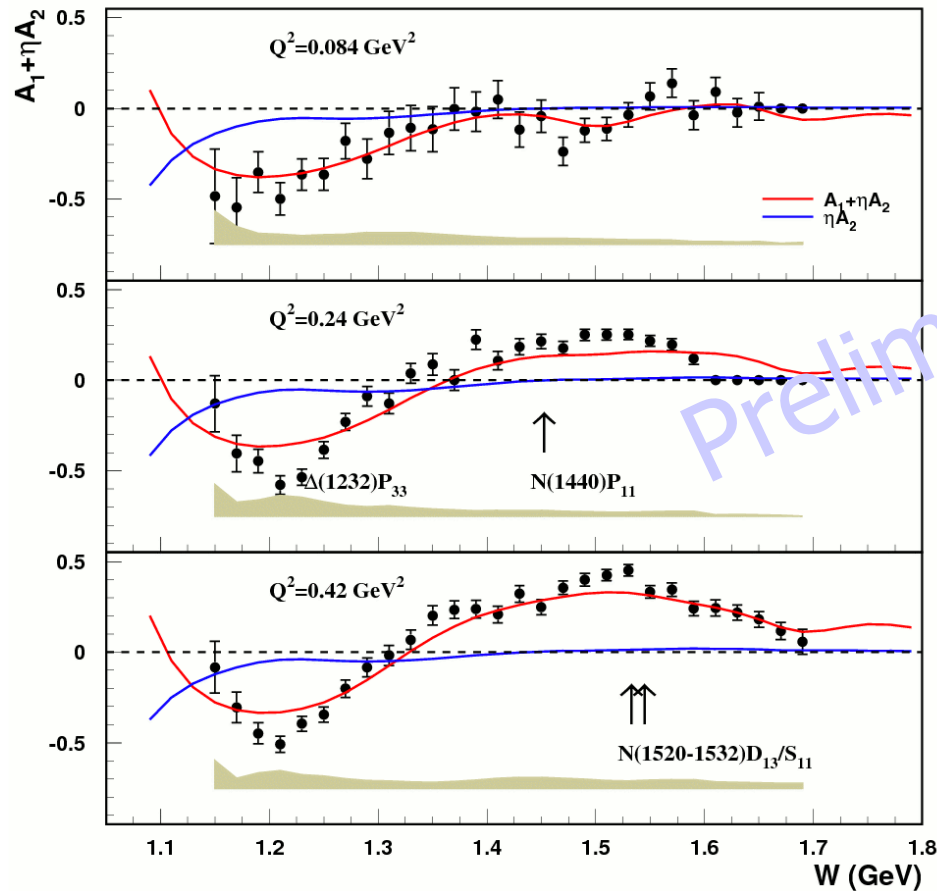 A₁+ηA₂
0.5
0
-0.5
Q²=0.084 GeV²
A₁+ηA₂
ηA₂
0.5
0
-0.5
Q²=0.24 GeV²
Prelim
Δ(1232)P₃₃
N(1440)P₁₁
0.5
0
-0.5
Q²=0.42 GeV²
N(1520-1532)D₁₃/S₁₁
1.1 1.2 1.3 1.4 1.5 1.6 1.7 1.8
W (GeV)